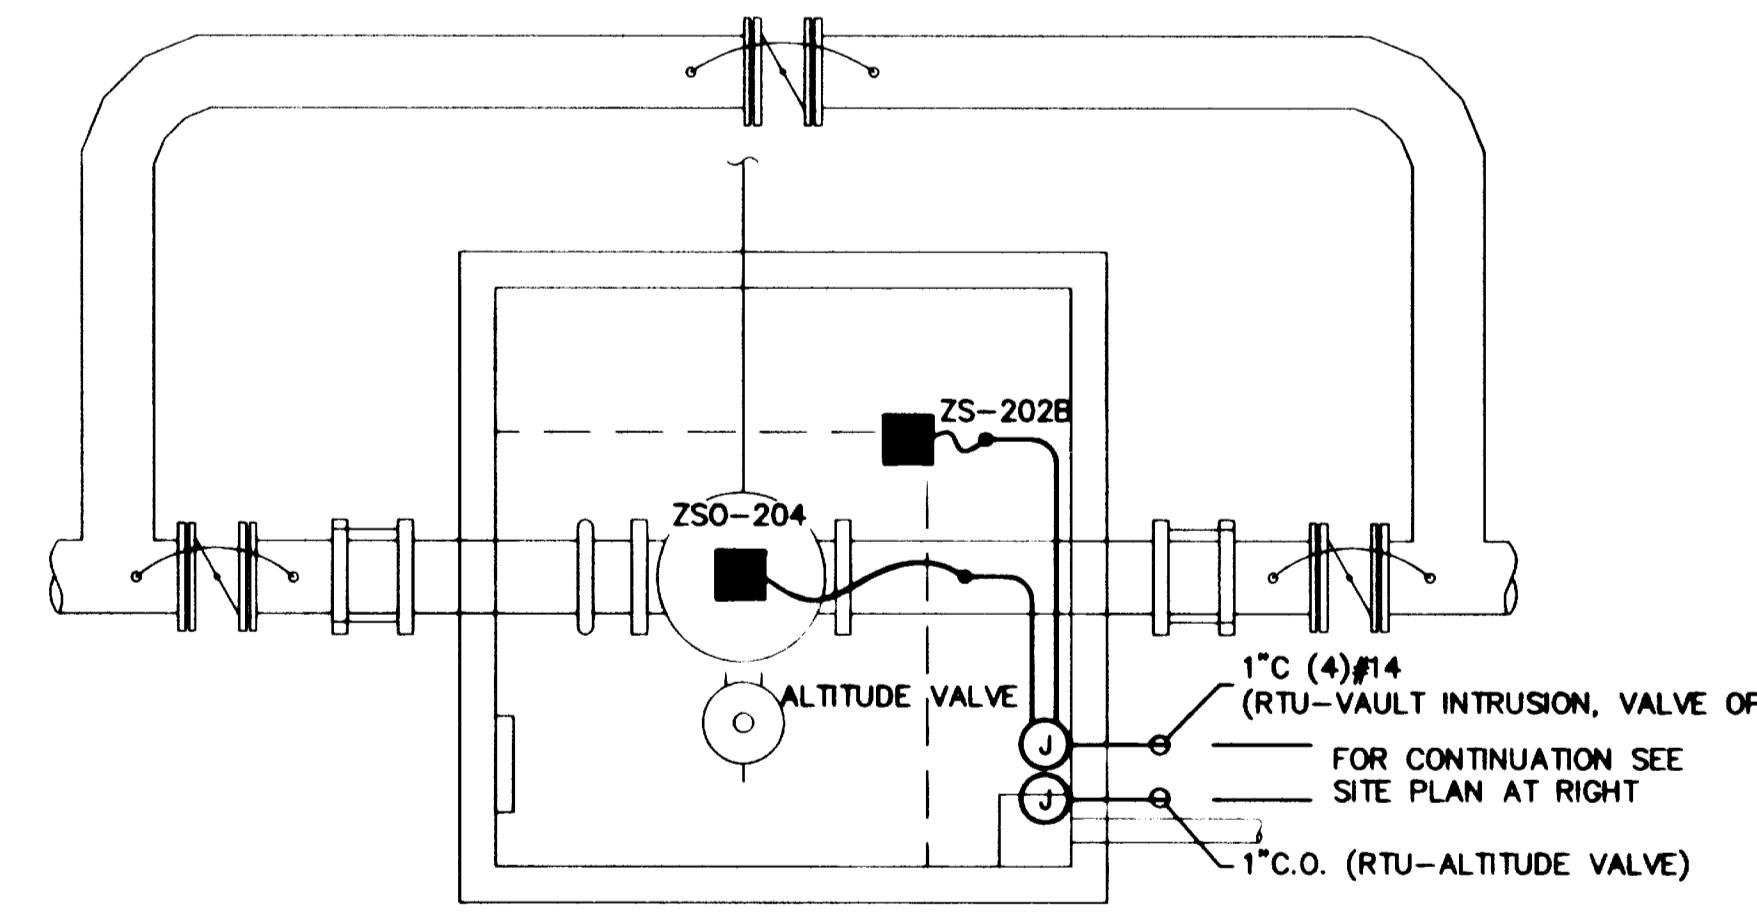 ZS-202B
ZSO-204
ALTITUDE VALVE
1"C (4)#14
(RTU-VAULT INTRUSION, VALVE OP
FOR CONTINUATION SEE
SITE PLAN AT RIGHT
J
J
1"C.O. (RTU-ALTITUDE VALVE)